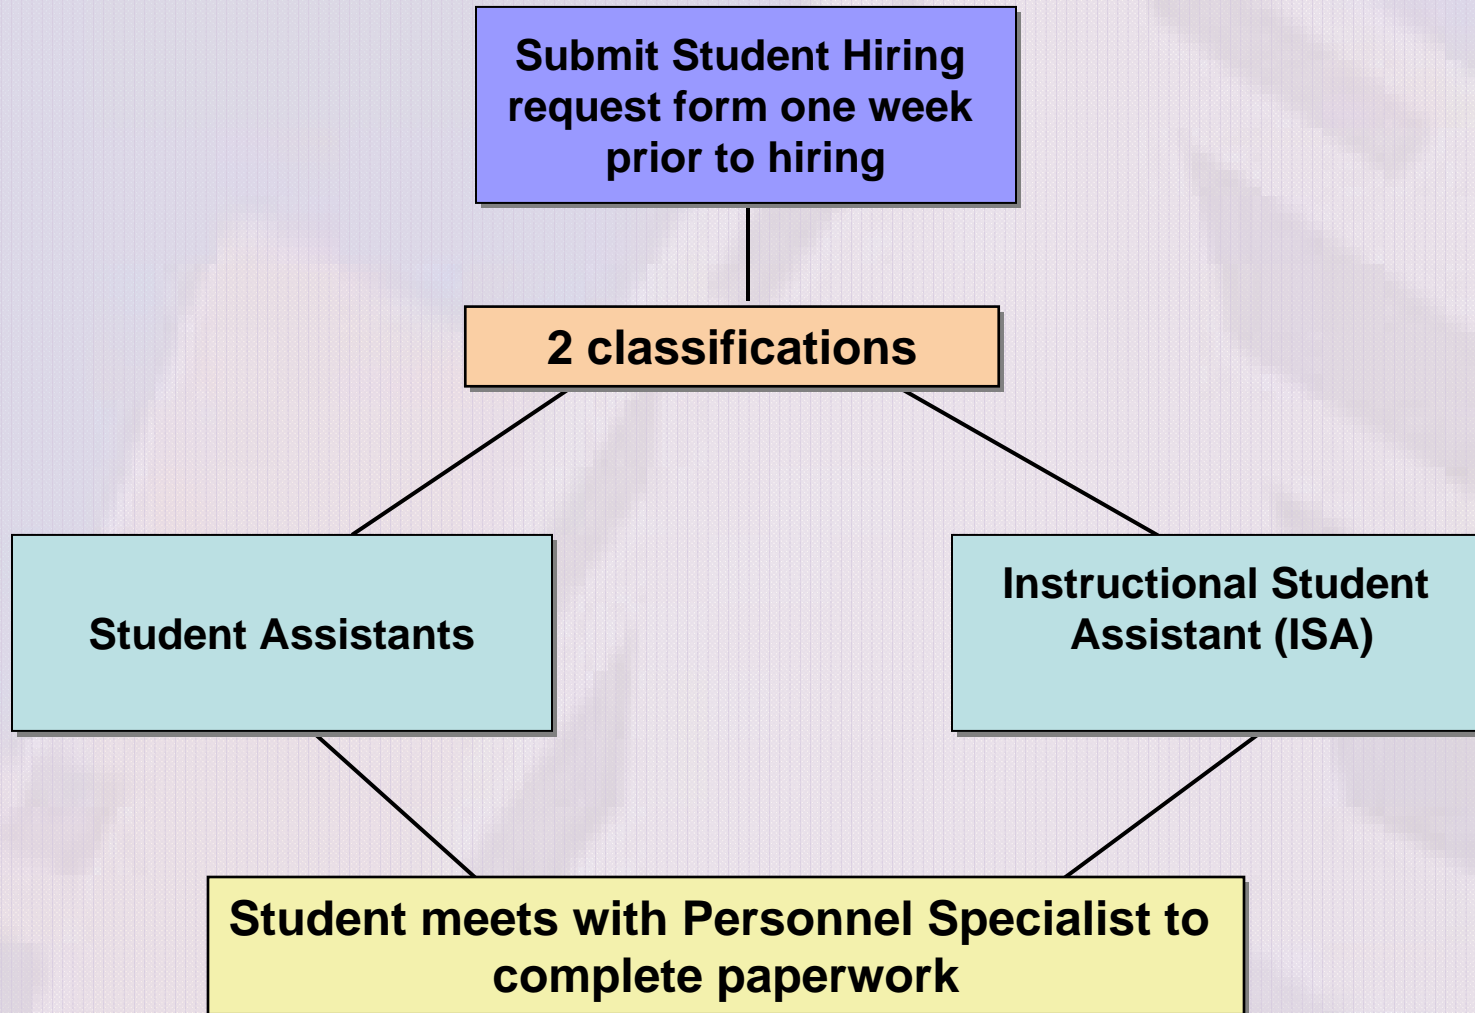 Submit Student Hiring
request form one week
prior to hiring
2 classifications
Student Assistants
Instructional Student
Assistant (ISA)
Student meets with Personnel Specialist to
complete paperwork